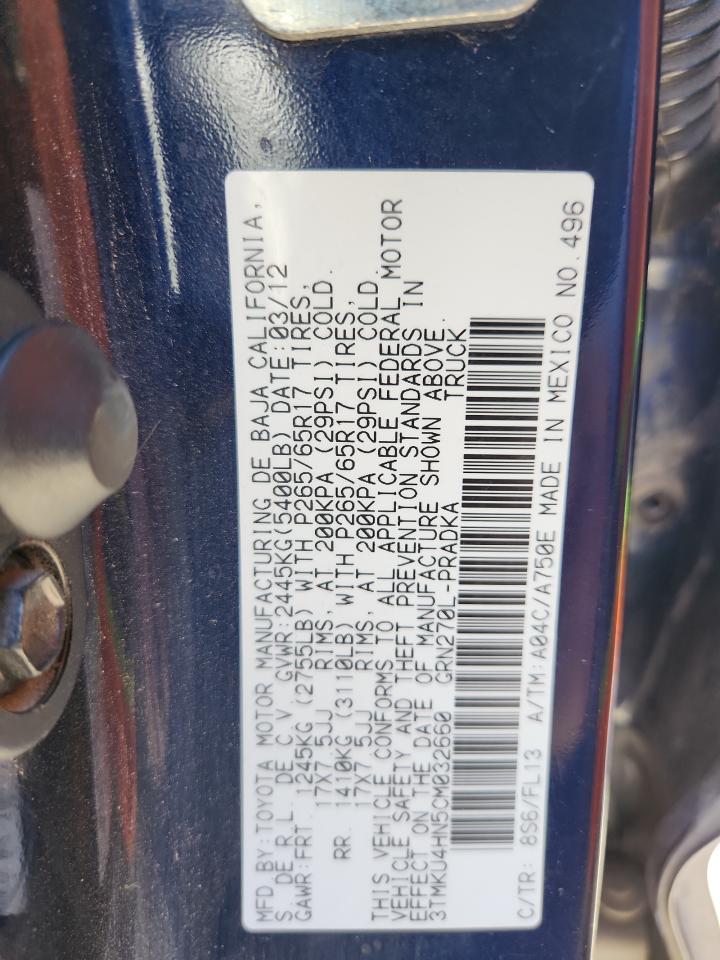 MFD BY:TOYOTA MOTOR MANUFACTURING DE BAJA CALIFORNIA,
S. DE R.L. DE C.V. GVWR:2445KG(5400LB) DATE:03/12
GAWR:FRT. 1245KG (2755LB) WITH P265/65R17 TIRES,
17X7.5JJ RIMS, AT 200KPA (29PSI) COLD.
RR. 1410KG (3110LB) WITH P265/65R17 TIRES,
17X7.5JJ RIMS, AT 200KPA (29PSI) COLD.
THIS VEHICLE CONFORMS TO ALL APPLICABLE FEDERAL MOTOR
VEHICLE SAFETY AND THEFT PREVENTION STANDARDS IN
EFFECT ON THE DATE OF MANUFACTURE SHOWN ABOVE.
3TMKU4HN5CM032660 GRN270L-PRADKA TRUCK
C/TR: 8S6/FL13 A/TM:A04C/A750E MADE IN MEXICO NO.496